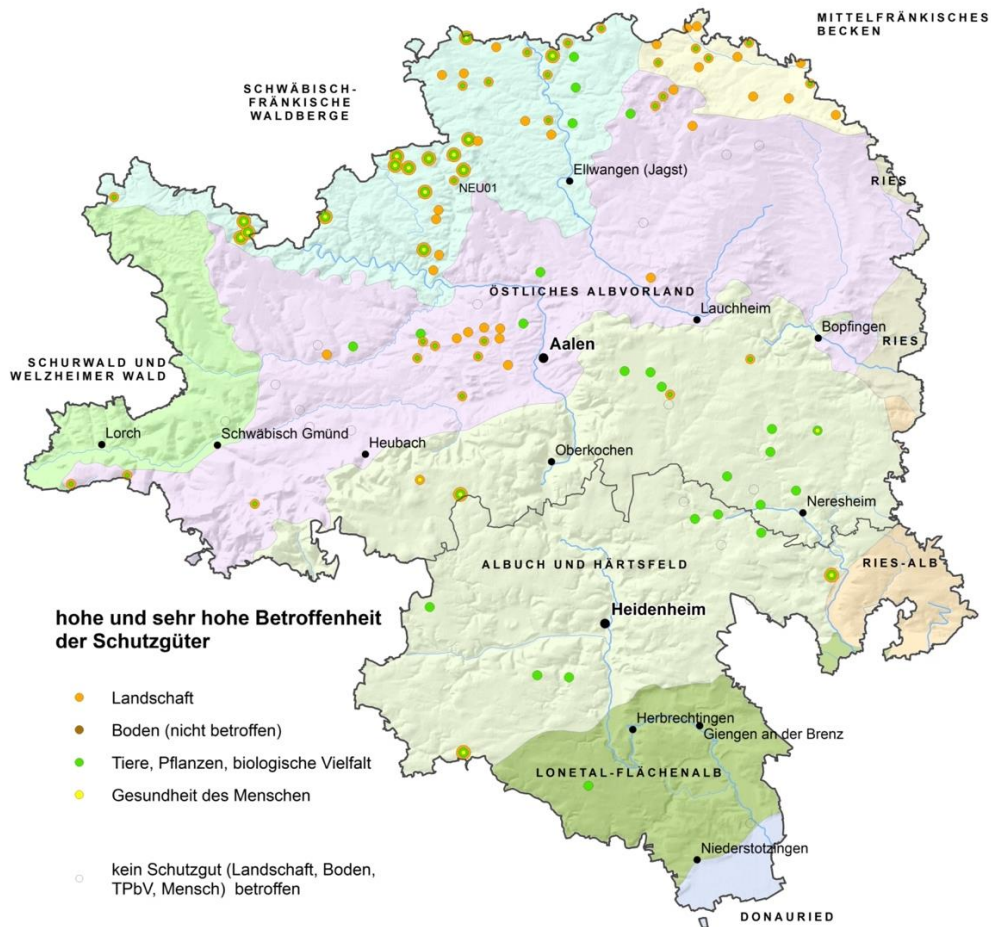 MITTELFRÄNKISCHES
BECKEN
SCHWÄBISCH-
FRÄNKISCHE
WALDBERGE
Ellwangen (Jagst)
NEU01
RIES
ÖSTLICHES ALBVORLAND
Lauchheim
Bopfingen
RIES
Aalen
SCHURWALD UND
WELZHEIMER WALD
Lorch
Schwäbisch Gmünd
Heubach
Oberkochen
Neresheim
ALBUCH UND HÄRTSFELD
RIES-ALB
Heidenheim
hohe und sehr hohe Betroffenheit
der Schutzgüter
Landschaft
Boden (nicht betroffen)
Tiere, Pflanzen, biologische Vielfalt
Gesundheit des Menschen
kein Schutzgut (Landschaft, Boden,
TPbV, Mensch) betroffen
Herbrechtingen
Giengen an der Brenz
LONETAL-FLÄCHENALB
Niederstotzingen
DONAURIED